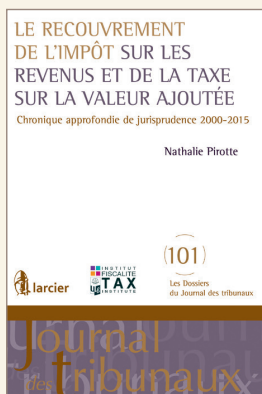 LE RECOUVREMENT
DE L'IMPÔT SUR LES
REVENUS ET DE LA TAXE
SUR LA VALEUR AJOUTÉE
Chronique approfondie de jurisprudence 2000-2015
Nathalie Pirotte
(101)
Les Dossiers
du Journal des tribunaux
larcier
INSTITUT
FISCALITE
TAX
INSTITUTE
Journal
des tribunaux